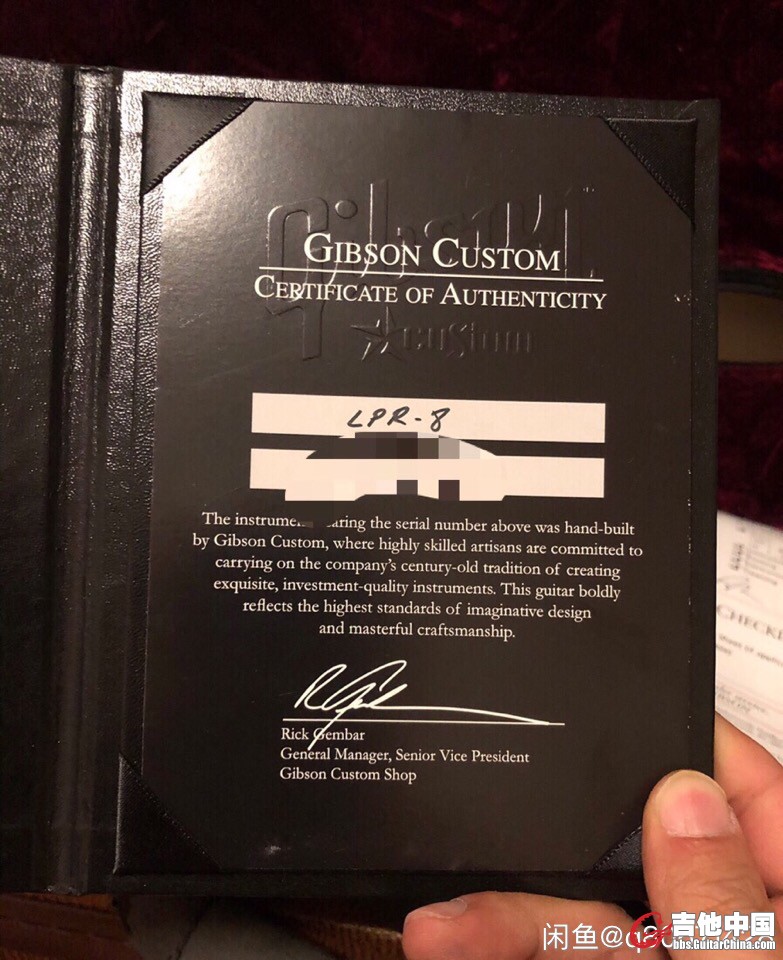 Gibson
GIBSON CUSTOM
CERTIFICATE OF AUTHENTICITY
custom
LPR-8
The aring the serial number above was hand-built
by Gibson Custom, where highly skilled artisans are committed to
carrying on the company's century-old tradition of creating
exquisite, investment-quality instruments. This guitar boldly
reflects the highest standards of imaginative design
and masterful craftsmanship.
Rick Gembar
General Manager, Senior Vice President
Gibson Custom Shop
闲鱼@
吉他中国
bbs.GuitarChina.com